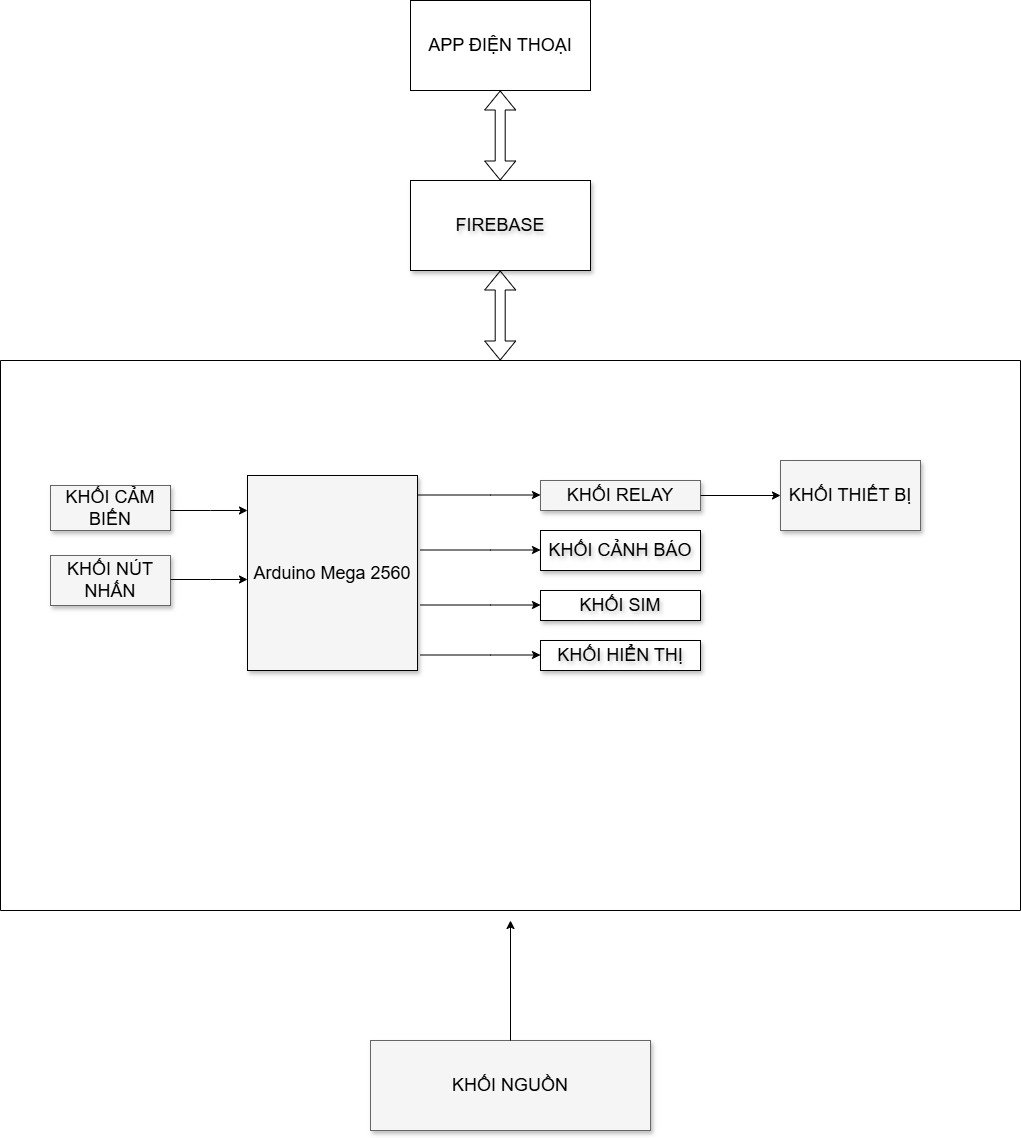 APP ĐIỆN THOẠI
FIREBASE
KHỐI CẢM
BIẾN
KHỐI NÚT
NHẤN
Arduino Mega 2560
KHỐI RELAY
KHỐI THIẾT BỊ
KHỐI CẢNH BÁO
KHỐI SIM
KHỐI HIỂN THỊ
KHỐI NGUỒN